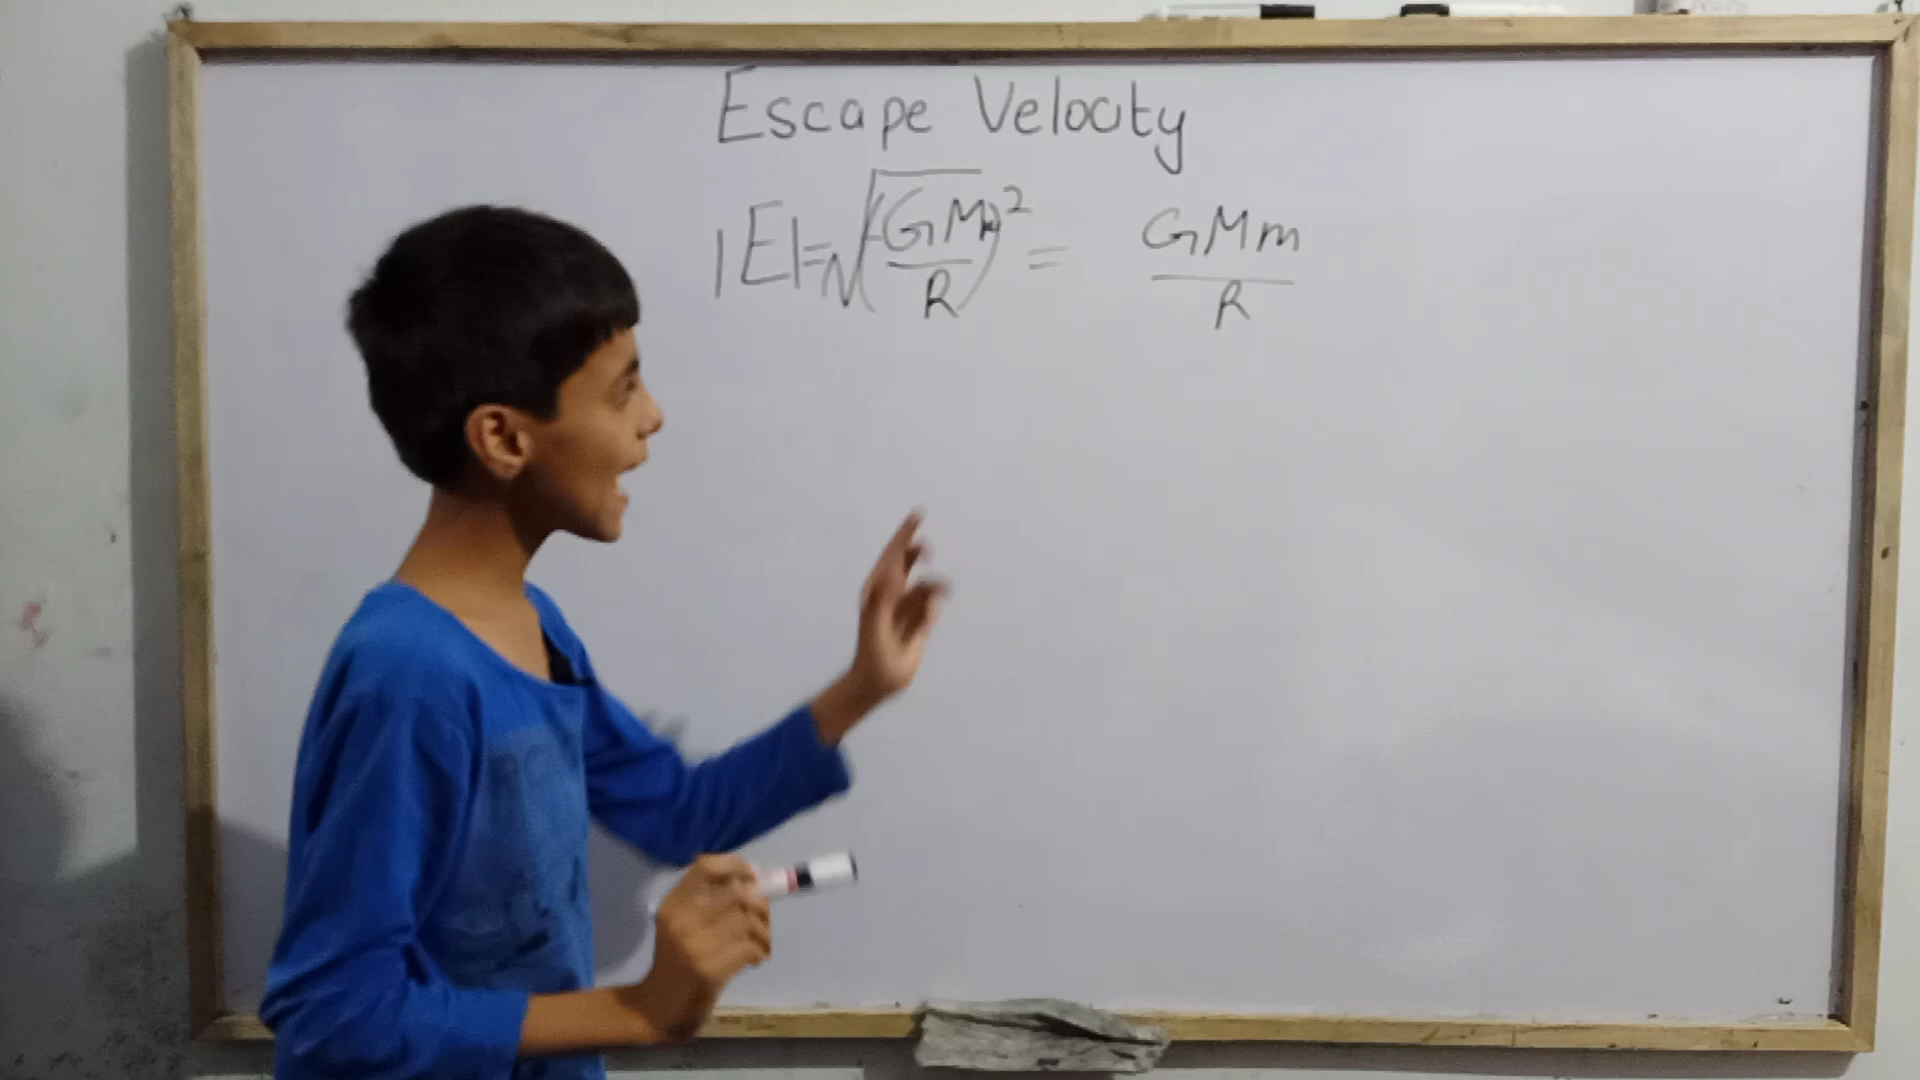 Escape Velocity
|E|=√(-GMm/R)² = GMm/R